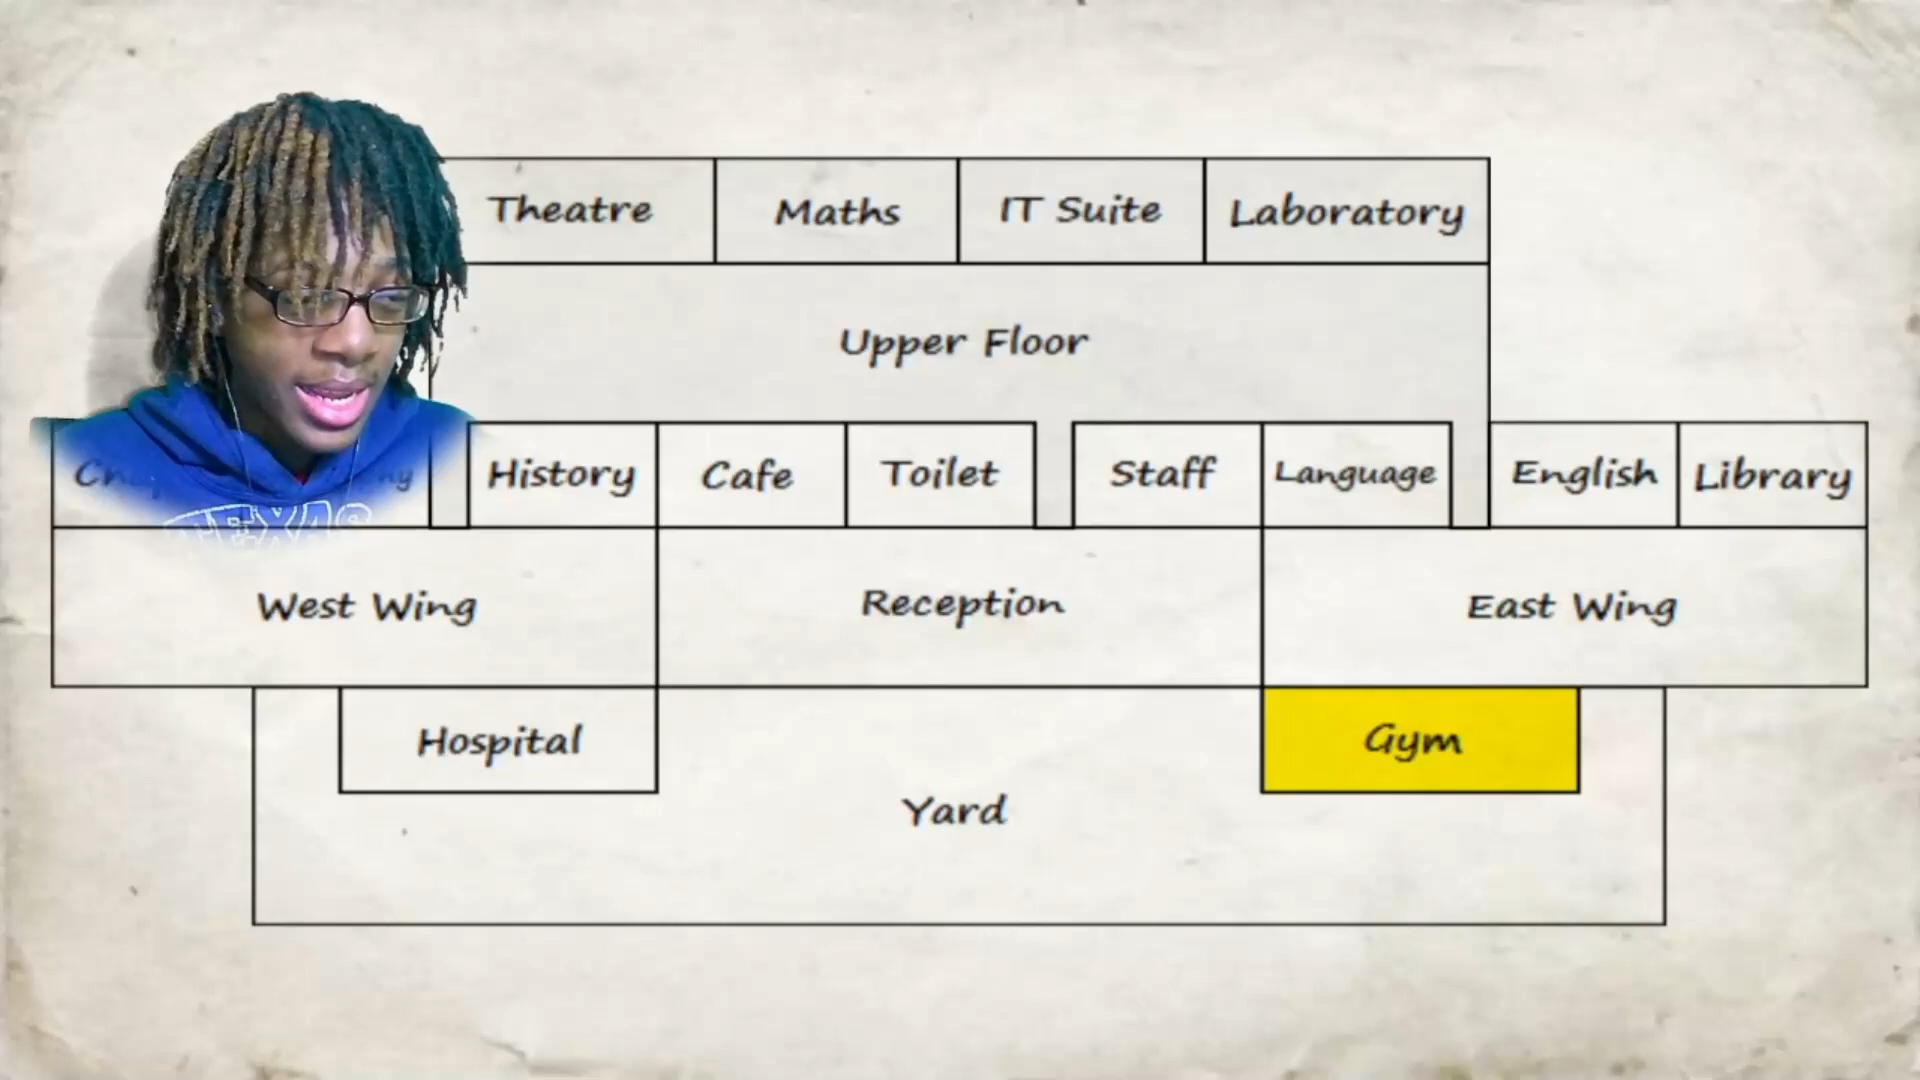 Theatre
Maths
IT Suite
Laboratory
Upper Floor
History
Cafe
Toilet
Staff
Language
English
Library
West Wing
Reception
East Wing
Hospital
Gym
Yard